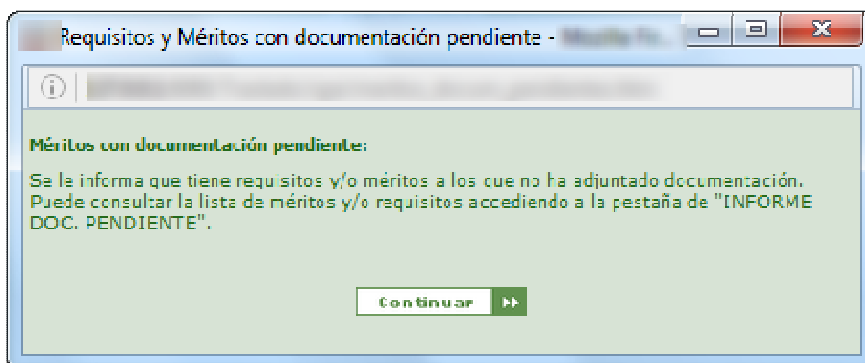 Requisitos y Méritos con documentación pendiente -
Méritos con documentación pendiente:
Se le informa que tiene requisitos y/o méritos a los que no ha adjuntado documentación.
Puede consultar la lista de méritos y/o requisitos accediendo a la pestaña de "INFORME
DOC. PENDIENTE".
Continuar